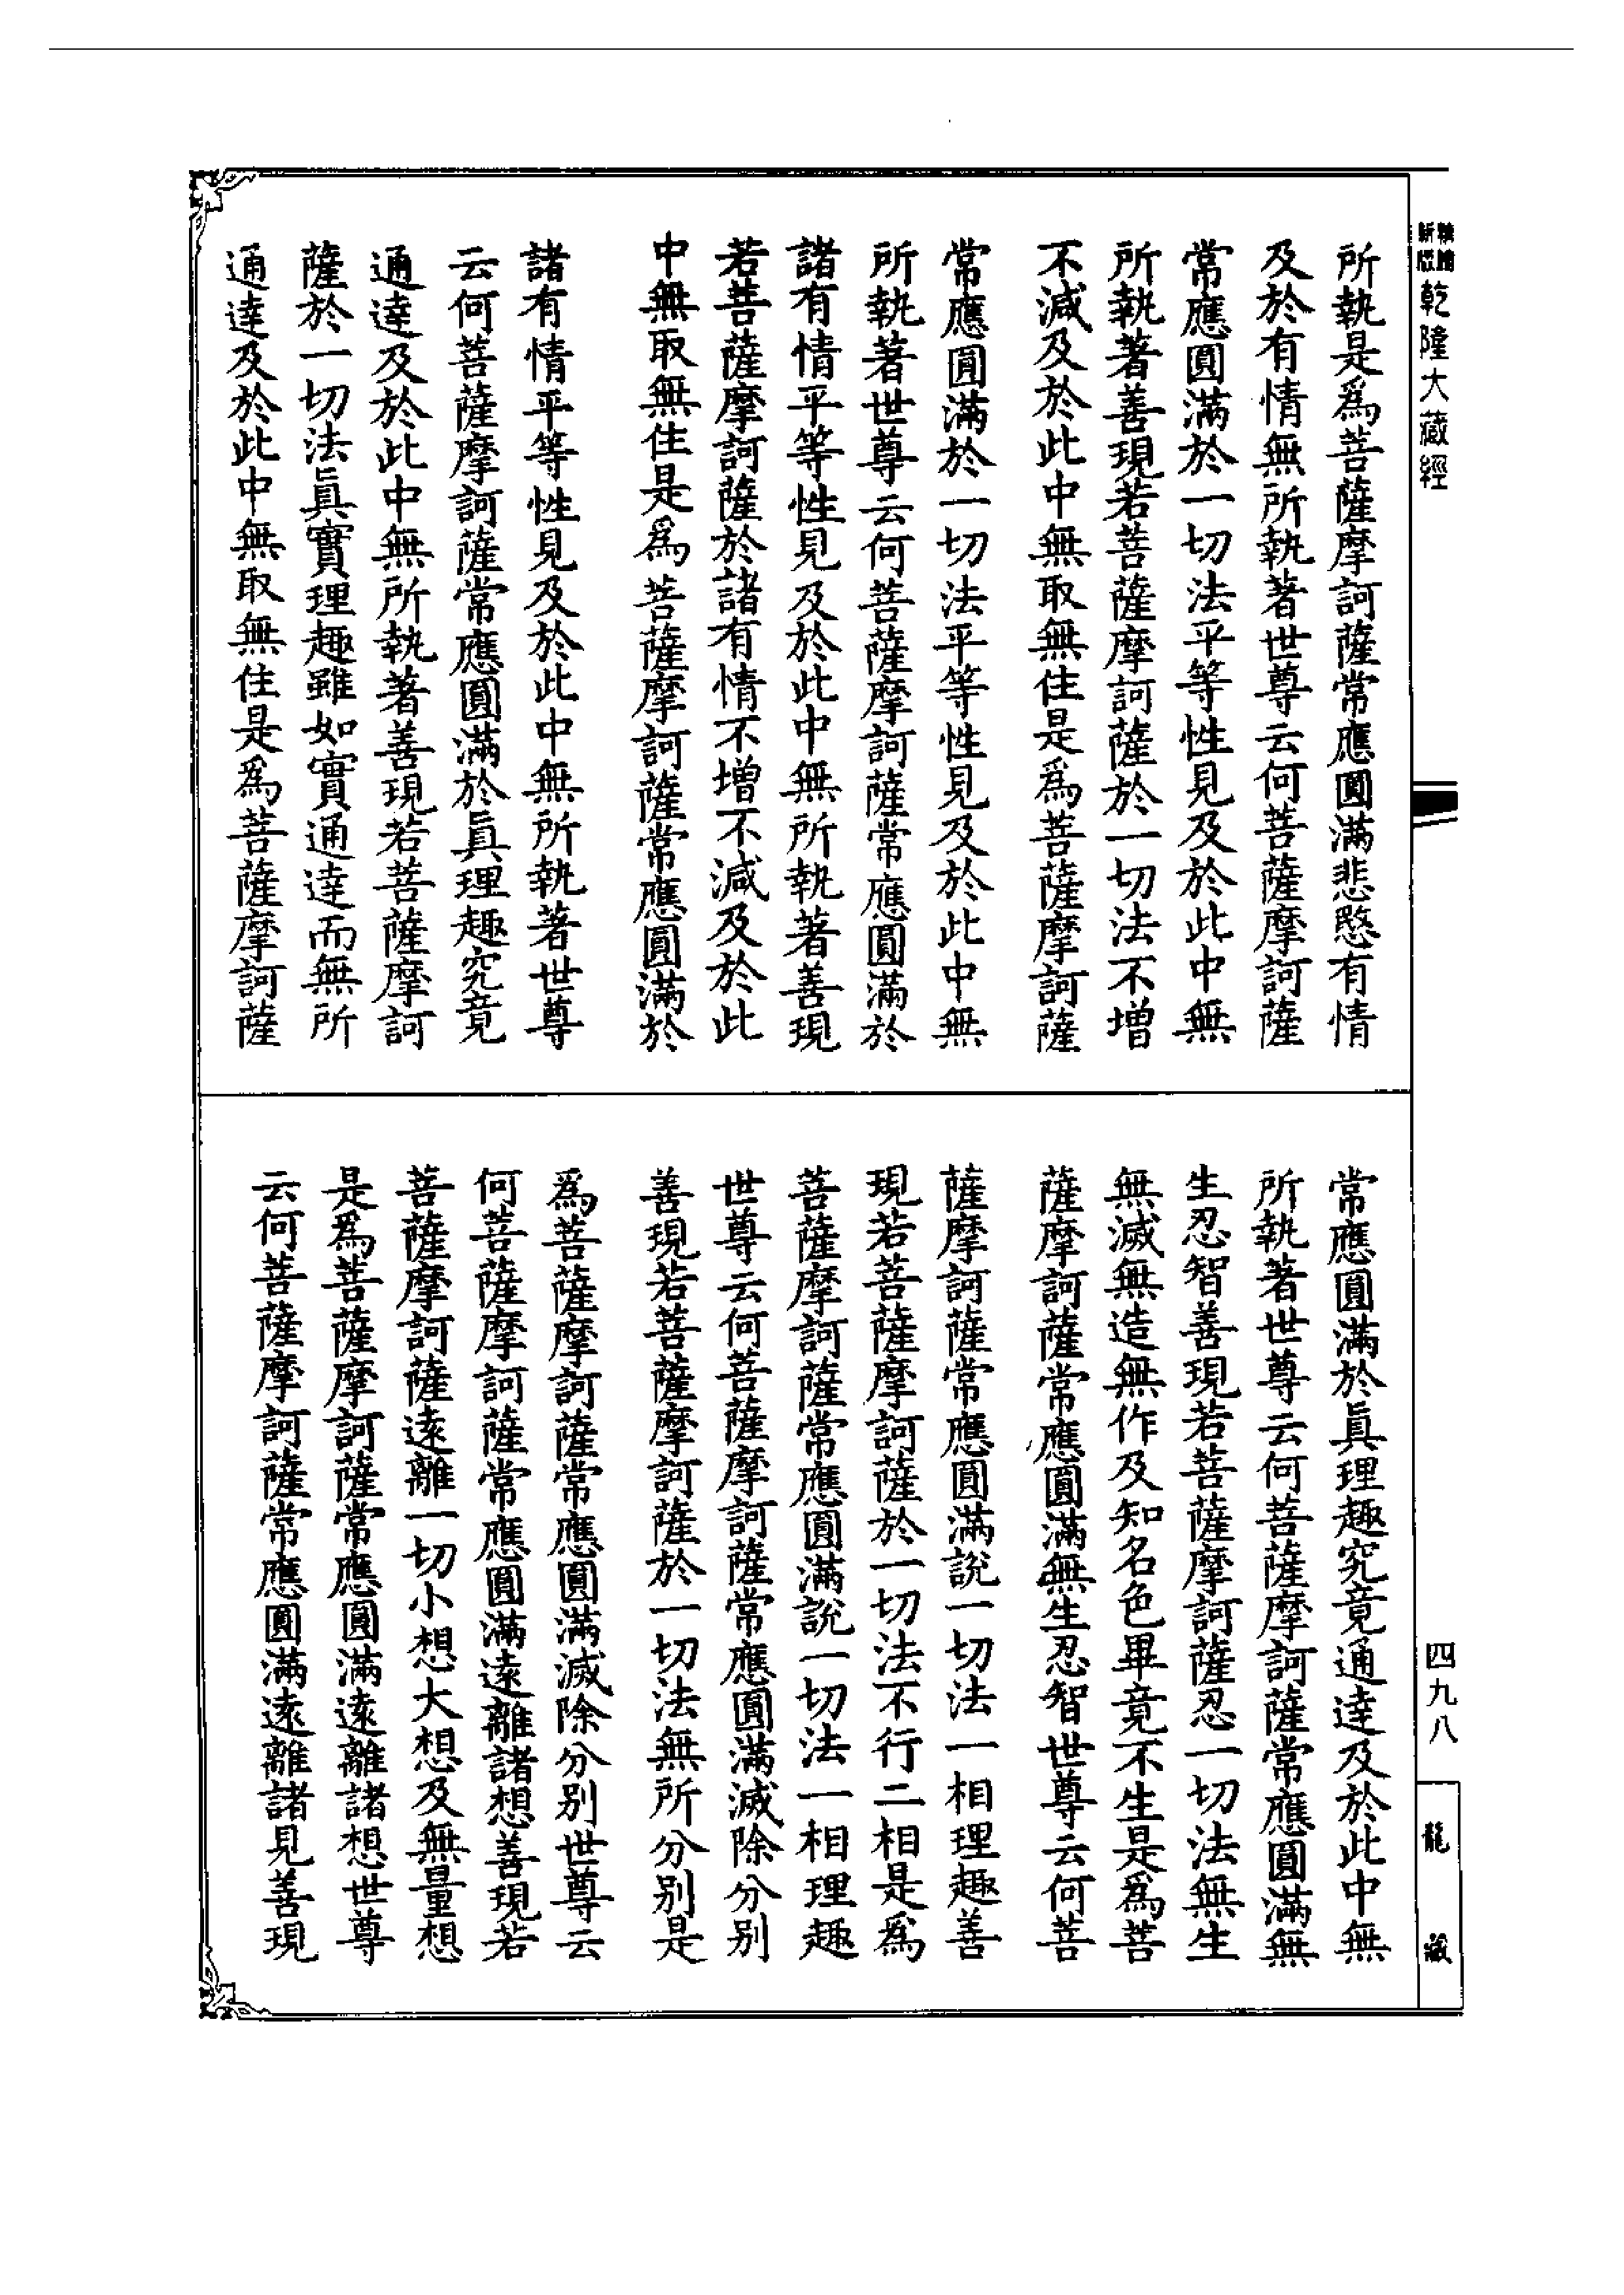 乾隆大藏經
所執是爲菩薩摩訶薩常應圓滿悲愍有情
及於有情無所執著世尊云何菩薩摩訶薩
常應圓滿於一切法平等性見及於此中無
所執著善現若菩薩摩訶薩於一切法不增
不減及於此中無取無住是爲菩薩摩訶薩
常應圓滿於一切法平等性見及於此中無
所執著世尊云何菩薩摩訶薩常應圓滿於
諸有情平等性見及於此中無所執著善現
若菩薩摩訶薩於諸有情不增不減及於此
中無取無住是爲菩薩摩訶薩常應圓滿於
諸有情平等性見及於此中無所執著世尊
云何菩薩摩訶薩常應圓滿於眞理趣究竟
通達及於此中無所執著善現若菩薩摩訶
薩於一切法眞實理趣雖如實通達而無所
通達及於此中無取無住是爲菩薩摩訶薩
常應圓滿於眞理趣究竟通達及於此中無
所執著世尊云何菩薩摩訶薩常應圓滿無
生忍智善現若菩薩摩訶薩忍一切法無生
無滅無造無作及知名色畢竟不生是爲菩
薩摩訶薩常應圓滿無生忍智世尊云何菩
薩摩訶薩常應圓滿說一切法一相理趣善
現若菩薩摩訶薩於一切法不行二相是爲
菩薩摩訶薩常應圓滿說一切法一相理趣
世尊云何菩薩摩訶薩常應圓滿滅除分別
善現若菩薩摩訶薩於一切法無所分別是
爲菩薩摩訶薩常應圓滿滅除分別世尊云
何菩薩摩訶薩常應圓滿遠離諸想善現若
菩薩摩訶薩遠離一切小想大想及無量想
是爲菩薩摩訶薩常應圓滿遠離諸想世尊
云何菩薩摩訶薩常應圓滿遠離諸見善現
四九八
龍藏